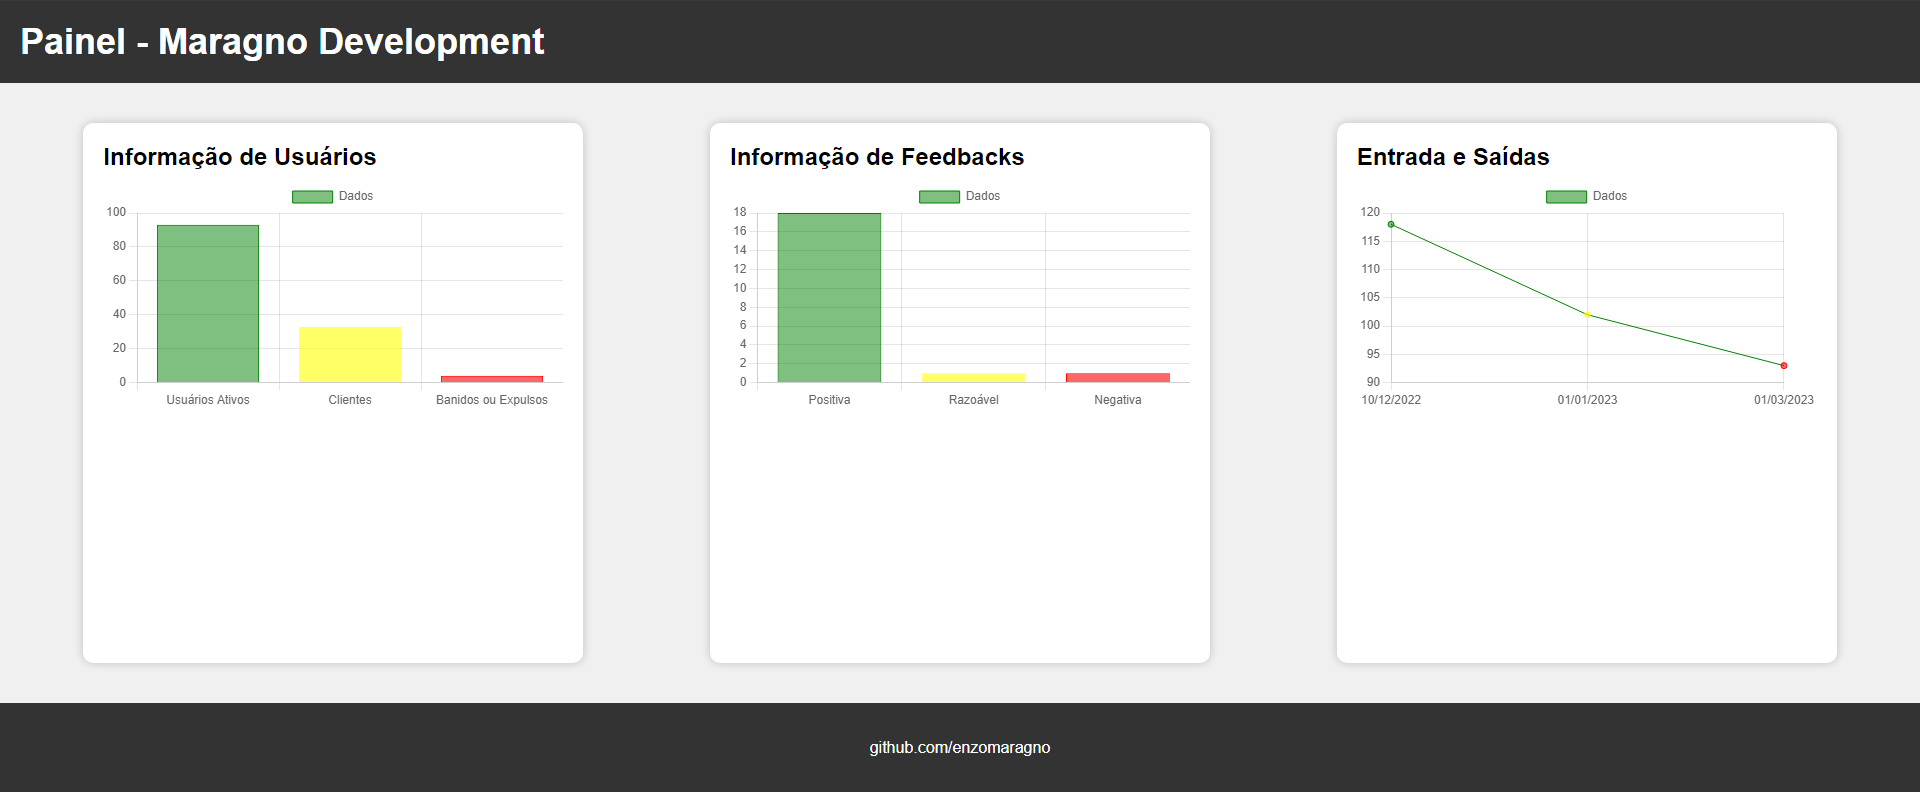 Painel - Maragno Development
Informação de Usuários
Dados
100
80
60
40
20
0
Usuários Ativos
Clientes
Banidos ou Expulsos
Informação de Feedbacks
Dados
18
16
14
12
10
8
6
4
2
0
Positiva
Razoável
Negativa
Entrada e Saídas
Dados
120
115
110
105
100
95
90
10/12/2022
01/01/2023
01/03/2023
github.com/enzomaragno